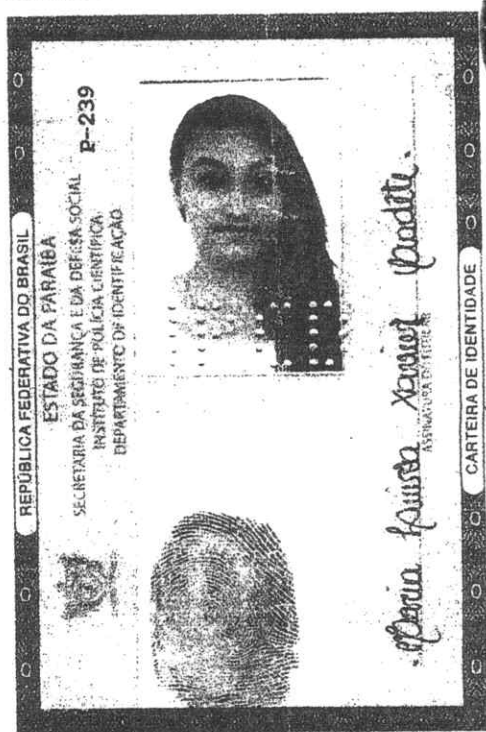 REPÚBLICA FEDERATIVA DO BRASIL
ESTADO DA PARAÍBA
SECRETARIA DA SEGURANÇA E DA DEFESA SOCIAL
INSTITUTO DE POLÍCIA CIENTÍFICA
DEPARTAMENTO DE IDENTIFICAÇÃO
P-239
Maria Xavier
ASSINATURA DO TITULAR
CARTEIRA DE IDENTIDADE